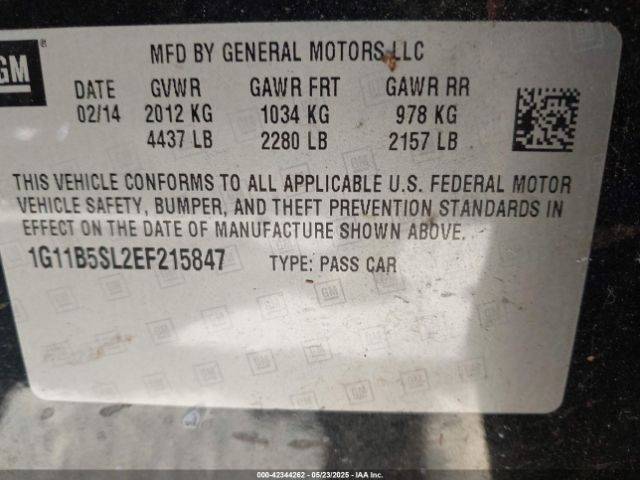 GM ®
MFD BY GENERAL MOTORS LLC
DATE GVWR GAWR FRT GAWR RR
02/14 2012 KG 1034 KG 978 KG
4437 LB 2280 LB 2157 LB
THIS VEHICLE CONFORMS TO ALL APPLICABLE U.S. FEDERAL MOTOR
VEHICLE SAFETY, BUMPER, AND THEFT PREVENTION STANDARDS IN
EFFECT ON THE DATE OF MANUFACTURE SHOWN ABOVE.
1G11B5SL2EF215847 TYPE: PASS CAR
000-42344262 - 05/23/2025 - IAAI.COM